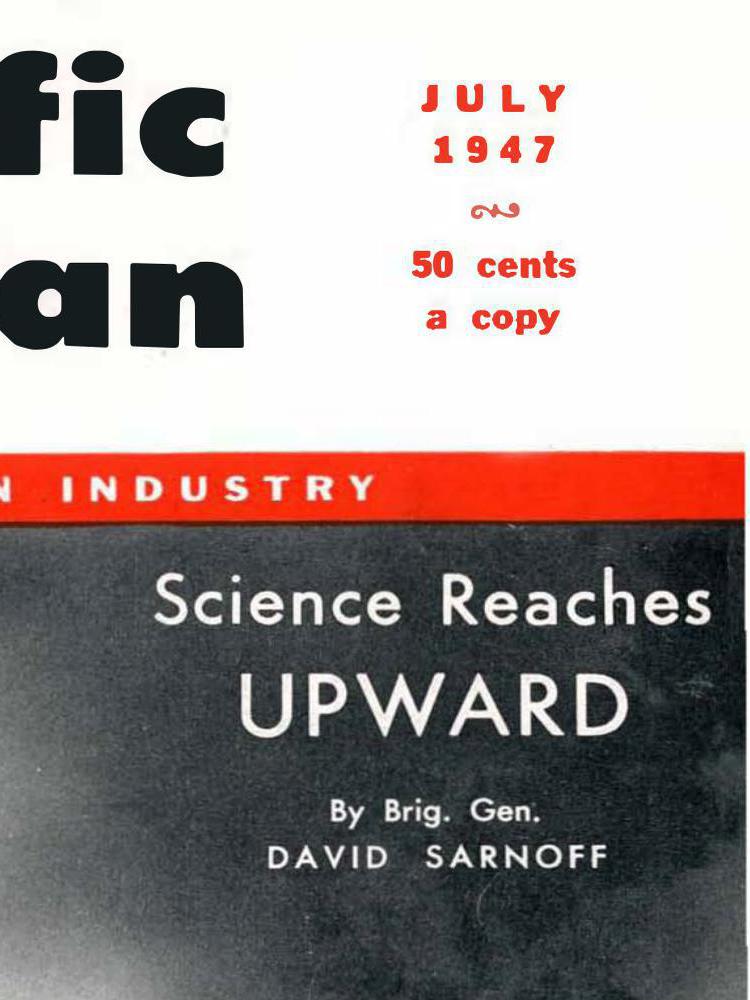 fic
an
JULY
1947
50 cents
a copy
N INDUSTRY
Science Reaches
UPWARD
By Brig. Gen.
DAVID SARNOFF